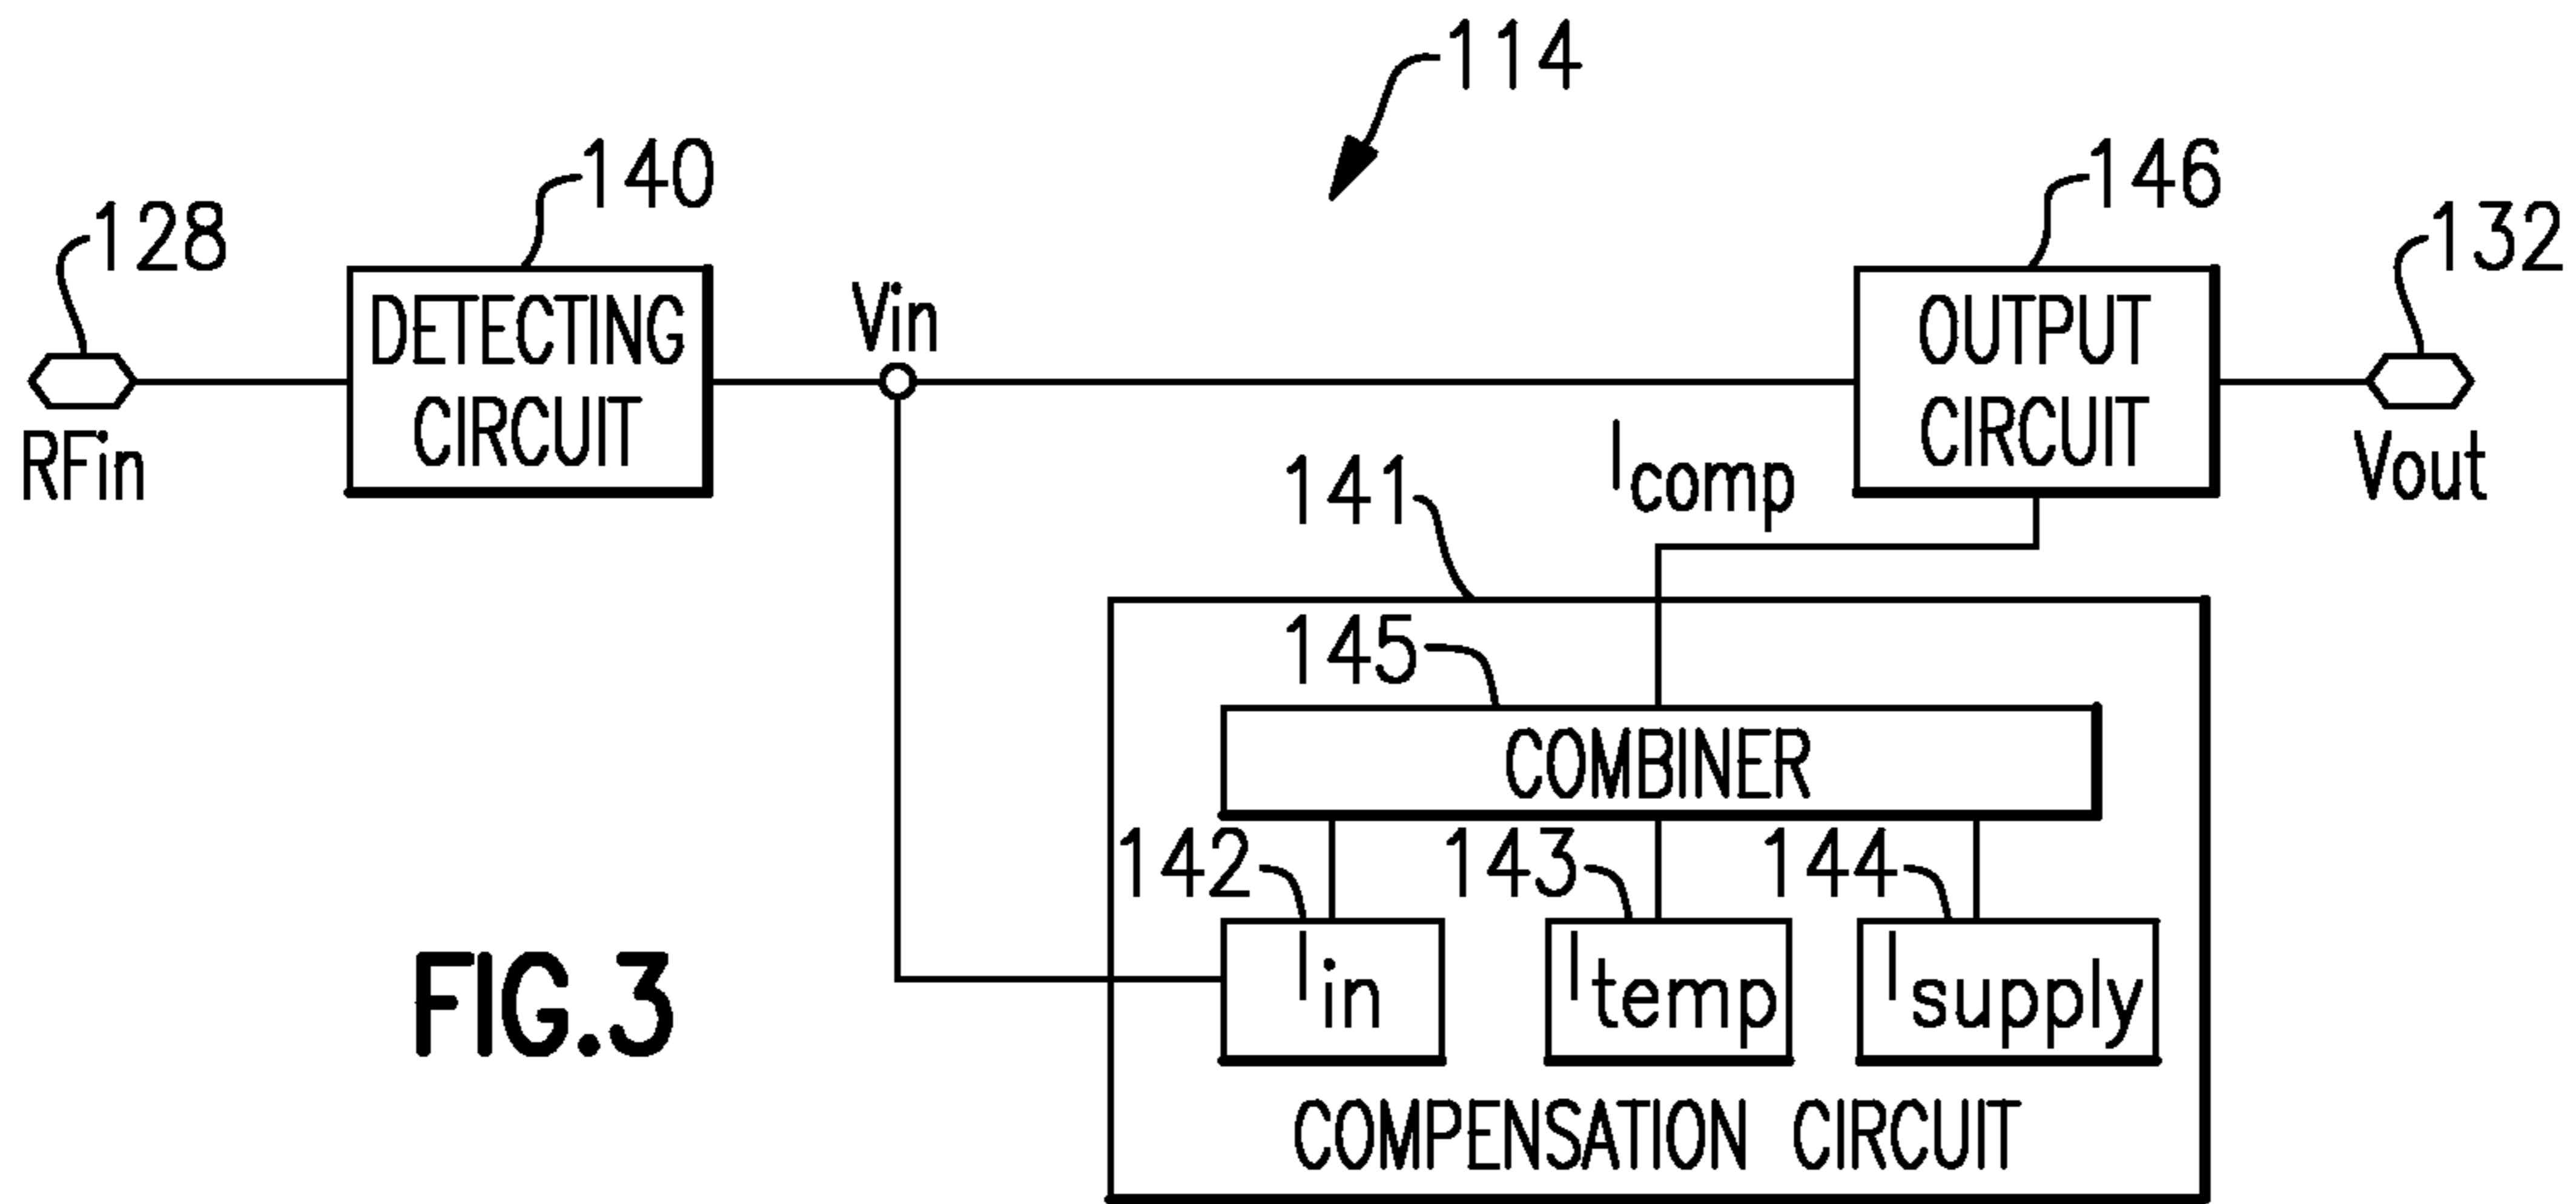 114
140
146
128
132
DETECTING
CIRCUIT
Vin
OUTPUT
CIRCUIT
RFin
Vout
Icomp
141
145
COMBINER
142
143
144
Iin
Itemp
Isupply
COMPENSATION CIRCUIT
FIG.3